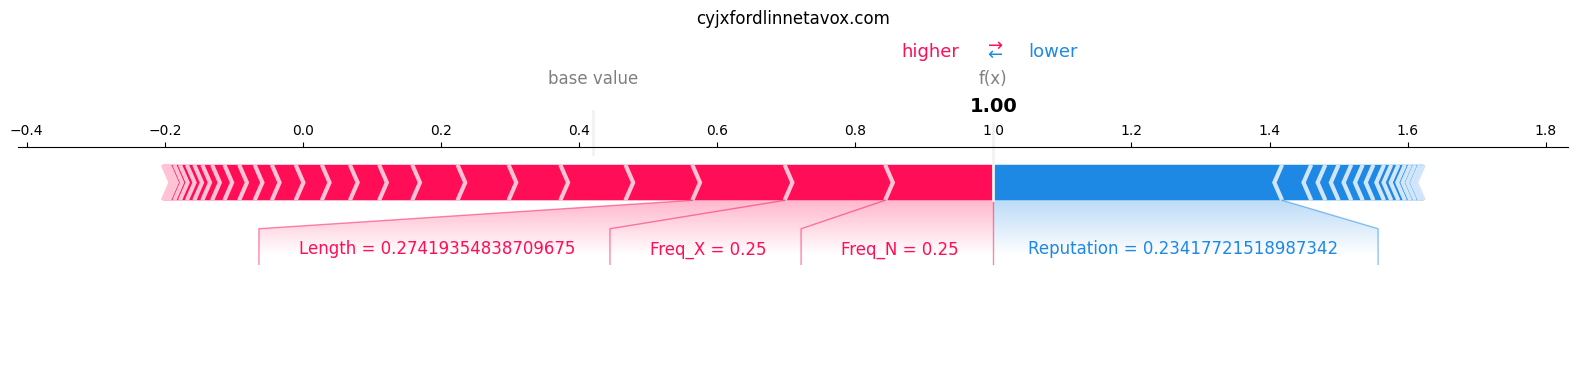 cyjxfordlinnetavox.com
higher ⇄ lower
base value f(x)
1.00
−0.4 −0.2 0.0 0.2 0.4 0.6 0.8 1.0 1.2 1.4 1.6 1.8
Length = 0.27419354838709675 Freq_X = 0.25 Freq_N = 0.25 Reputation = 0.23417721518987342